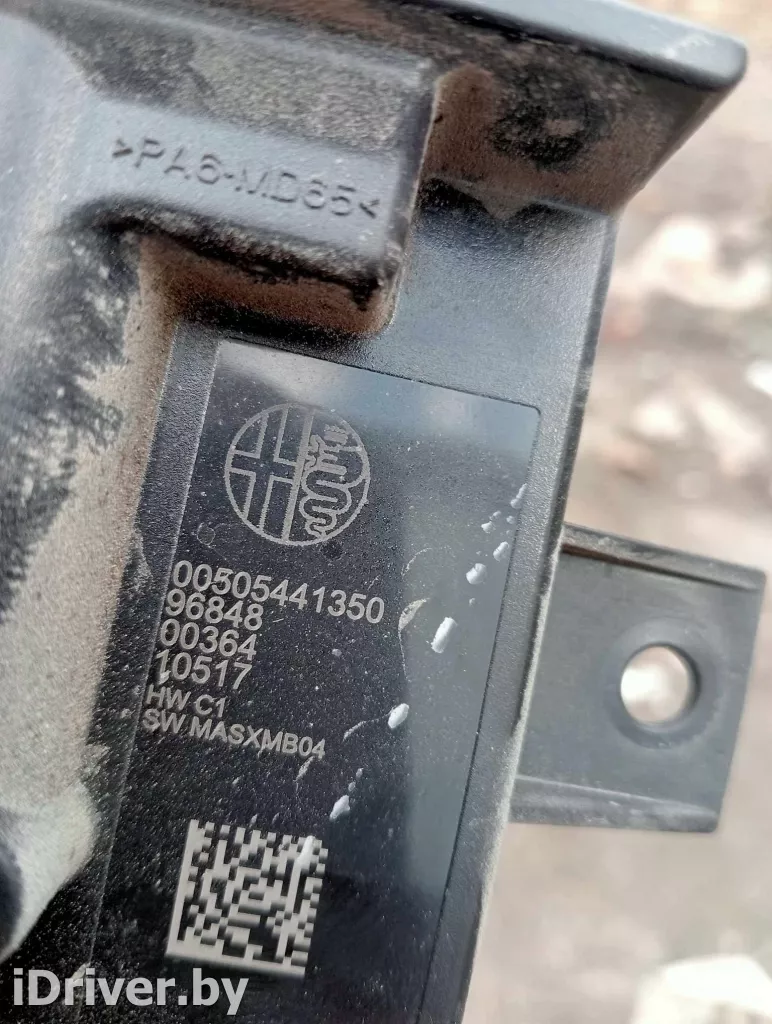 >PA6-MD65<
00505441350
96848
00364
10517
HW C1
SW MASXMB04
iDriver.by